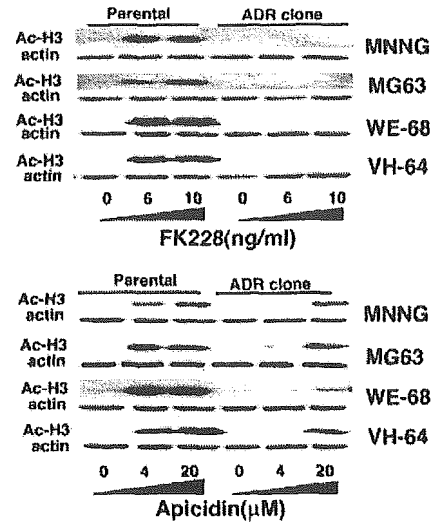 Parental ADR clone
Ac-H3
actin MNNG
Ac-H3
actin MG63
Ac-H3
actin WE-68
Ac-H3
actin VH-64
0 6 10 0 6 10
FK228(ng/ml)
Parental ADR clone
Ac-H3
actin MNNG
Ac-H3
actin MG63
Ac-H3
actin WE-68
Ac-H3
actin VH-64
0 4 20 0 4 20
Apicidin(μM)